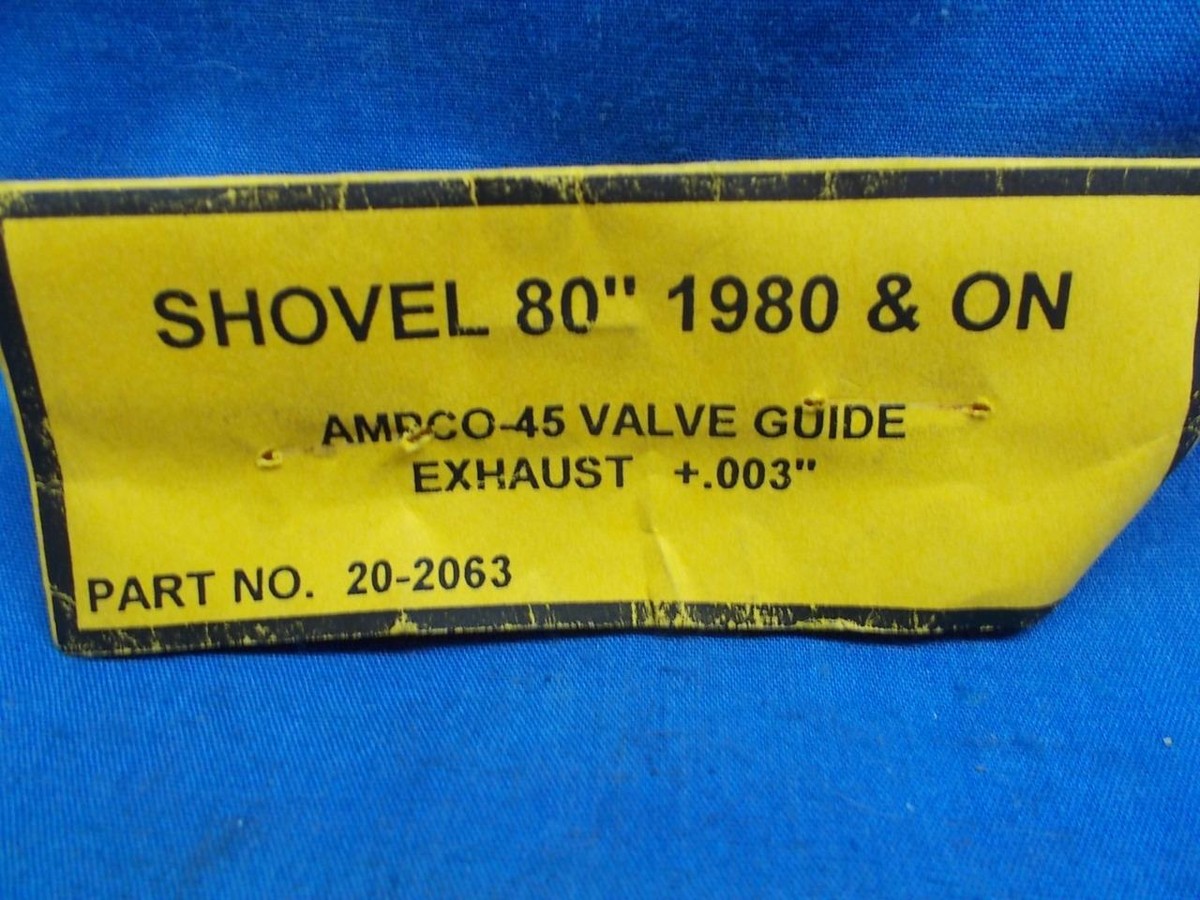 SHOVEL 80" 1980 & ON
AMPCO-45 VALVE GUIDE
EXHAUST +.003"
PART NO. 20-2063